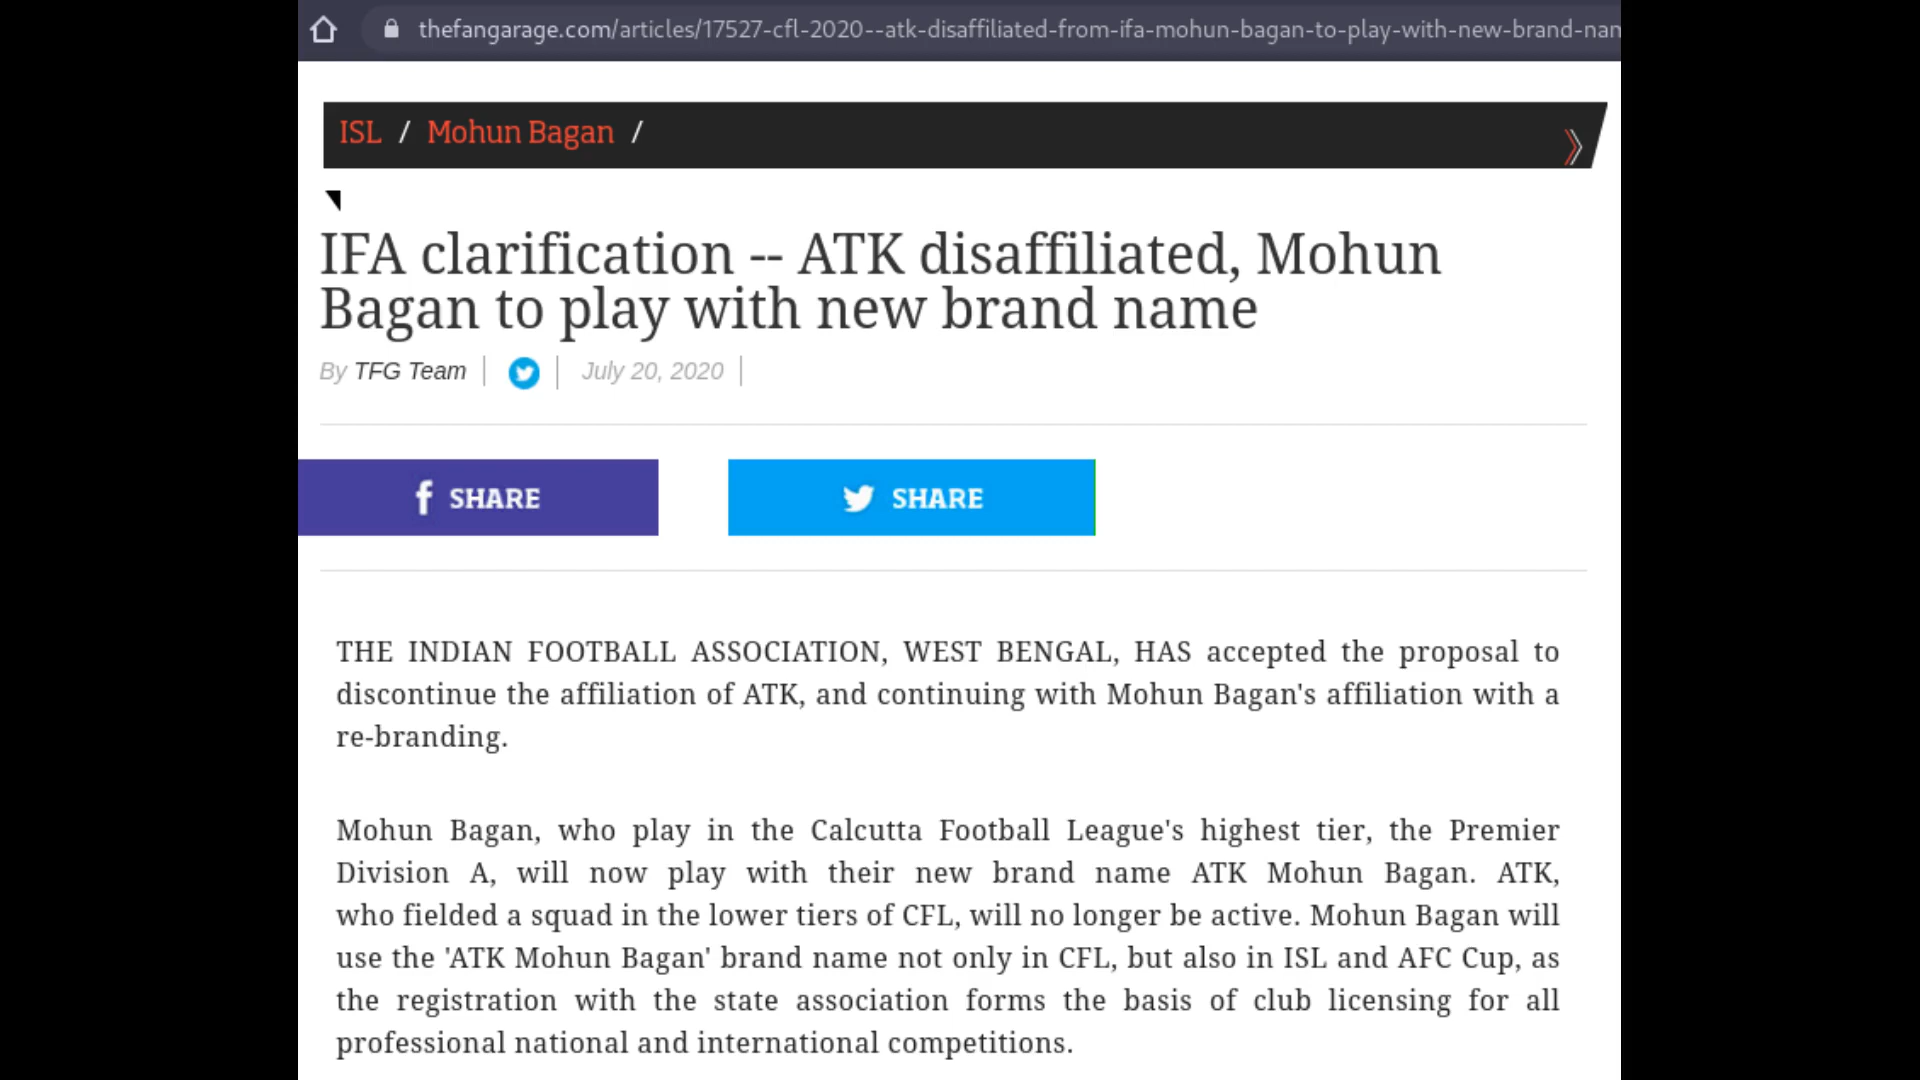 thefangarage.com/articles/17527-cfl-2020--atk-disaffiliated-from-ifa-mohun-bagan-to-play-with-new-brand-nam
ISL / Mohun Bagan /
IFA clarification -- ATK disaffiliated, Mohun
Bagan to play with new brand name
By TFG Team | July 20, 2020 |
SHARE
SHARE
THE INDIAN FOOTBALL ASSOCIATION, WEST BENGAL, HAS accepted the proposal to
discontinue the affiliation of ATK, and continuing with Mohun Bagan's affiliation with a
re-branding.
Mohun Bagan, who play in the Calcutta Football League's highest tier, the Premier
Division A, will now play with their new brand name ATK Mohun Bagan. ATK,
who fielded a squad in the lower tiers of CFL, will no longer be active. Mohun Bagan will
use the 'ATK Mohun Bagan' brand name not only in CFL, but also in ISL and AFC Cup, as
the registration with the state association forms the basis of club licensing for all
professional national and international competitions.